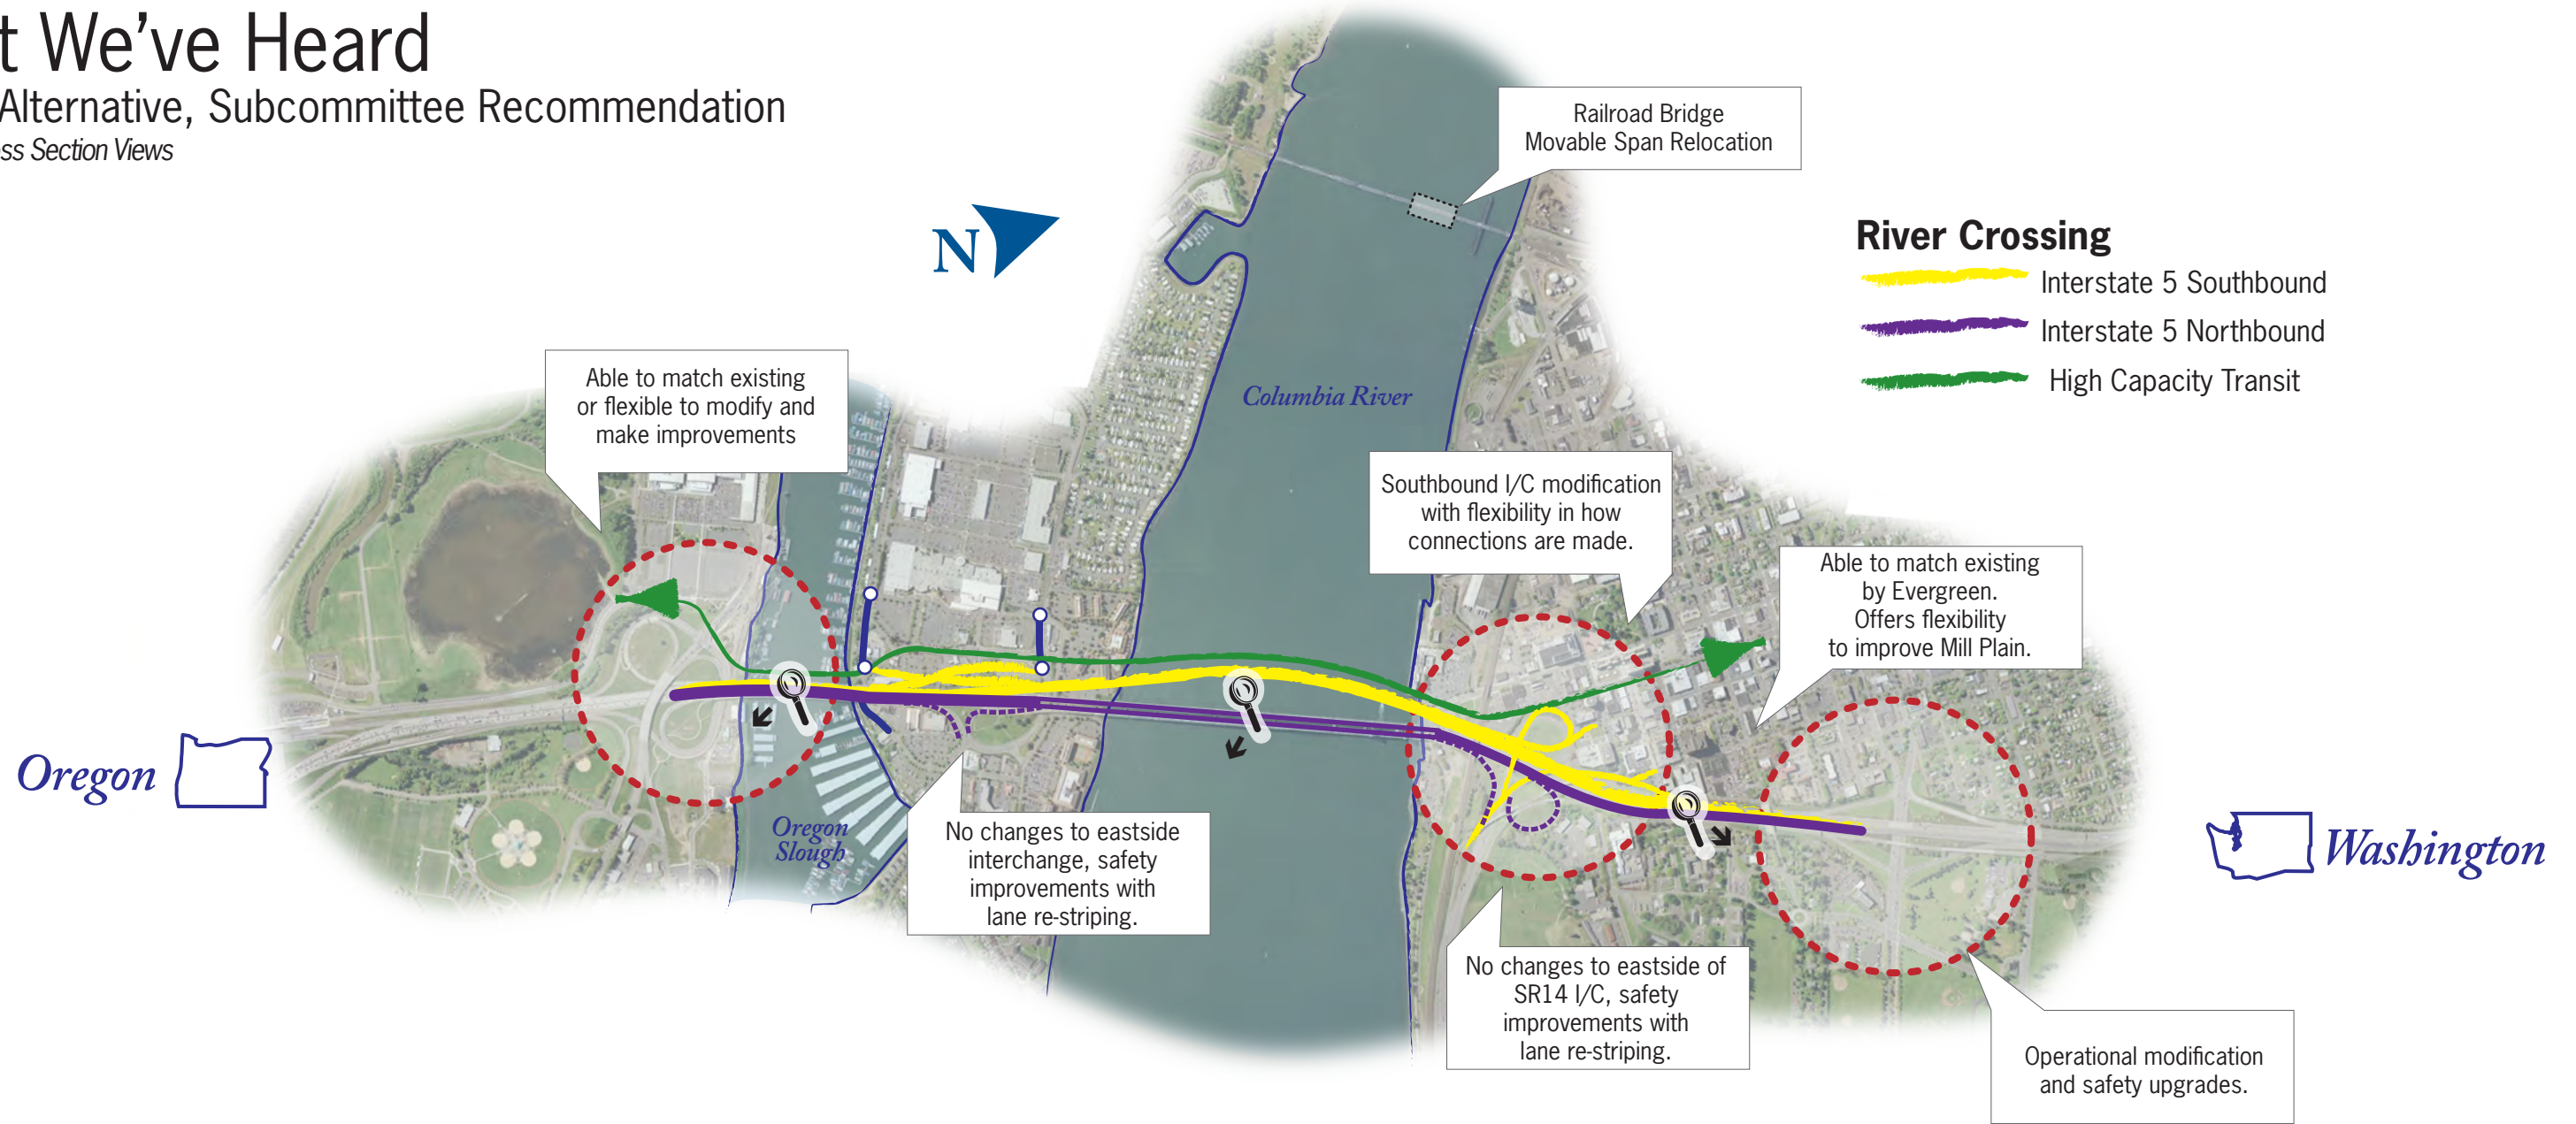 t We've Heard
Alternative, Subcommittee Recommendation
ss Section Views
Railroad Bridge
Movable Span Relocation
N
River Crossing
Interstate 5 Southbound
Interstate 5 Northbound
High Capacity Transit
Able to match existing
or flexible to modify and
make improvements
Columbia River
Southbound I/C modification
with flexibility in how
connections are made.
Able to match existing
by Evergreen.
Offers flexibility
to improve Mill Plain.
Oregon
Oregon
Slough
No changes to eastside
interchange, safety
improvements with
lane re-striping.
Washington
No changes to eastside of
SR14 I/C, safety
improvements with
lane re-striping.
Operational modification
and safety upgrades.